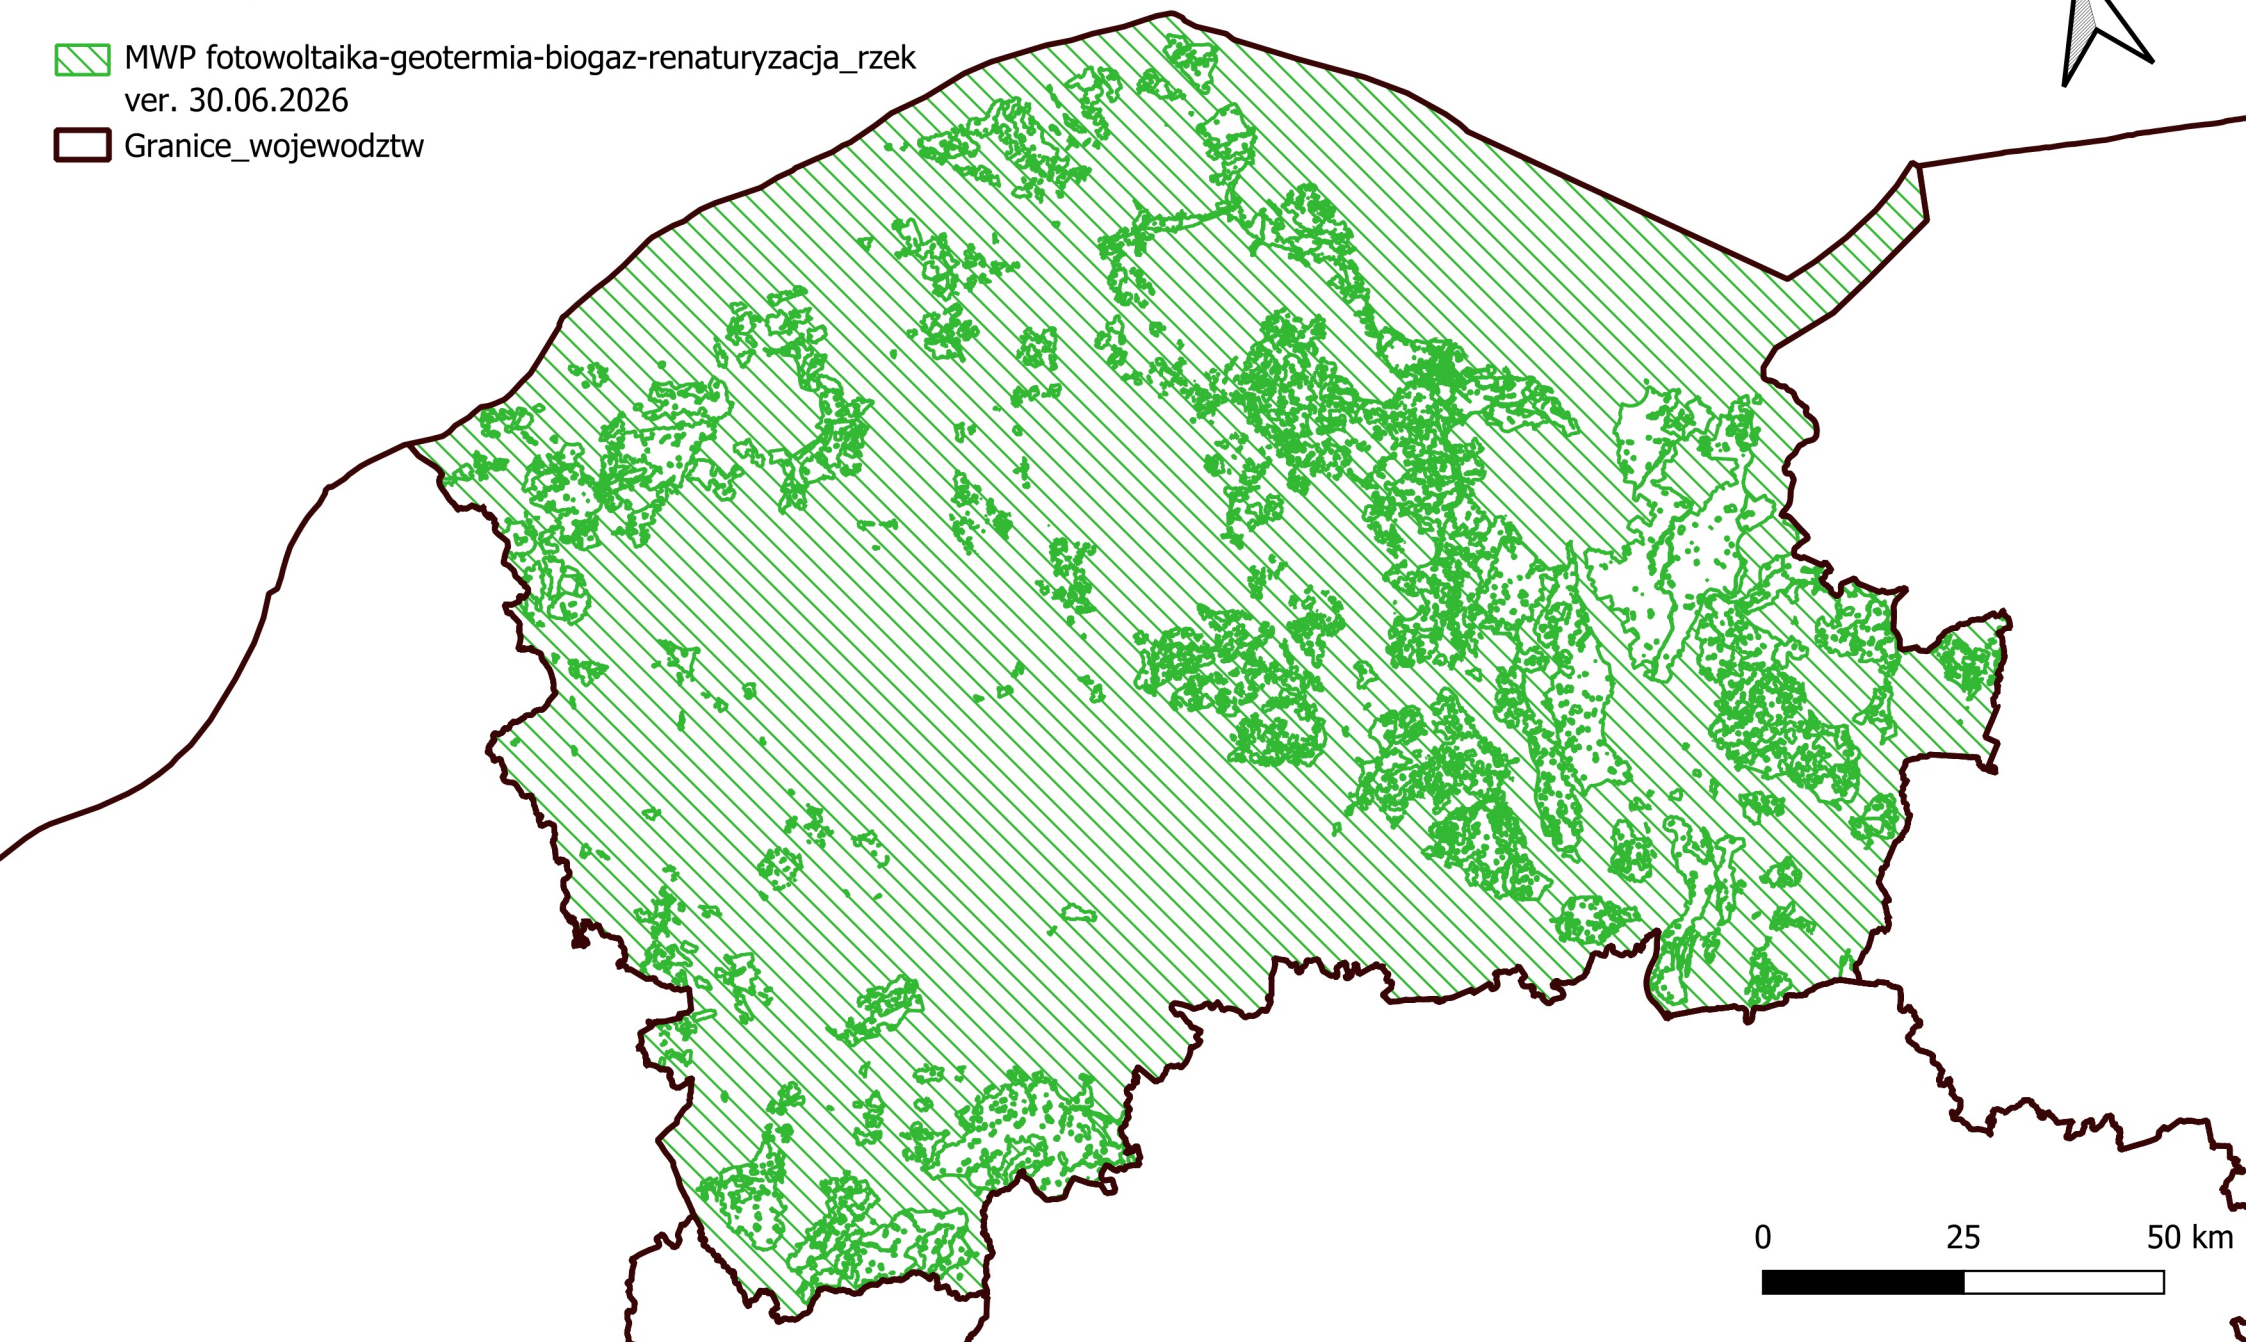 MWP fotowoltaika-geotermia-biogaz-renaturyzacja_rzek
ver. 30.06.2026
Granice_wojewodztw
0 25 50 km